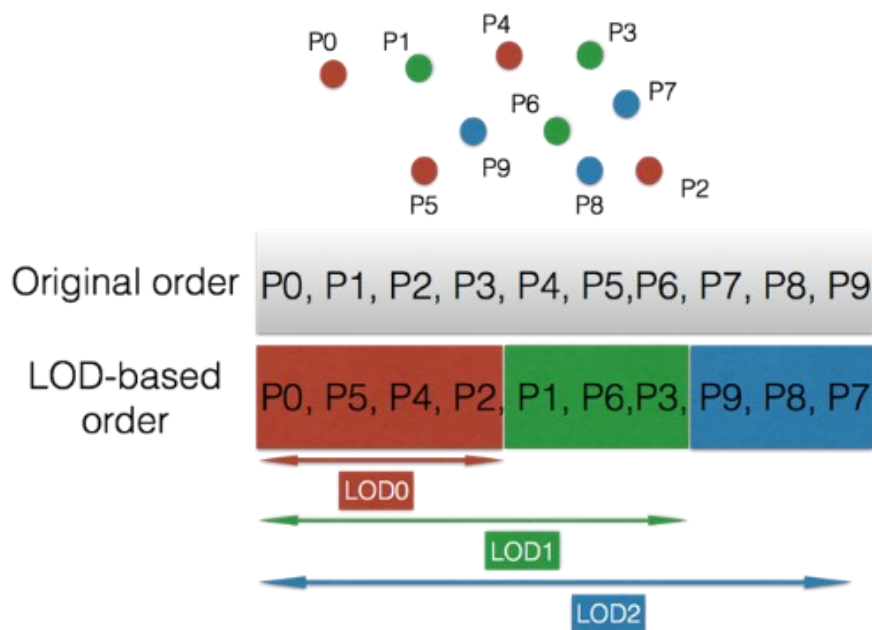 P0
P1
P4
P3
P7
P6
P9
P5
P8
P2
Original order
P0, P1, P2, P3, P4, P5,P6, P7, P8, P9
LOD-based
order
P0, P5, P4, P2, P1, P6,P3, P9, P8, P7
LOD0
LOD1
LOD2